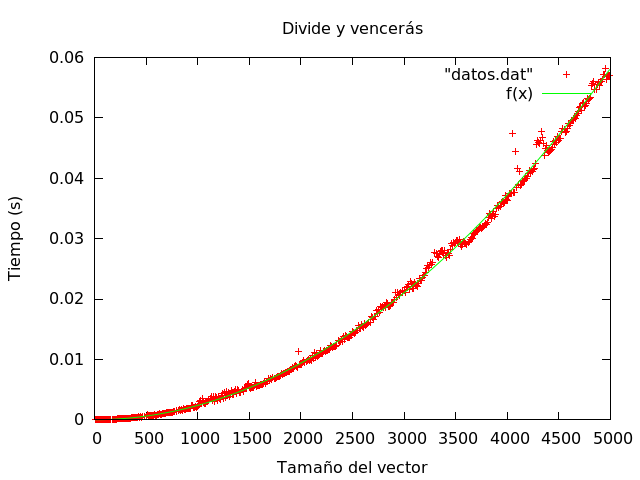 Divide y vencerás
0.06
0.05
0.04
0.03
0.02
0.01
0
Tiempo (s)
"datos.dat"
f(x)
0 500 1000 1500 2000 2500 3000 3500 4000 4500 5000
Tamaño del vector